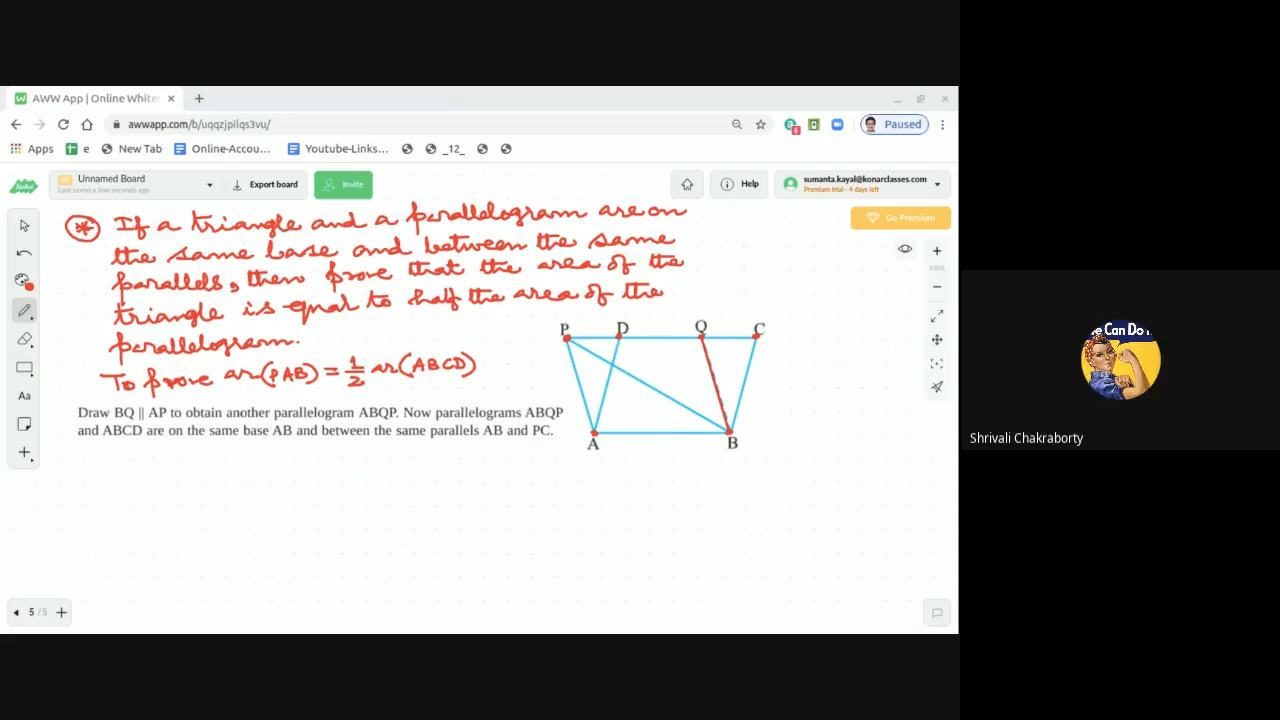 AWW App | Online White
awwapp.com/b/uqqzjpilqs3vu/
Paused
Apps
e
New Tab
Online-Accou...
Youtube-Links...
_12_
AWW
Unnamed Board
Last saved a few seconds ago
Export board
Invite
Help
sumanta.kayal@konarclasses.com
Premium trial - 4 days left
Go Premium
100%
* If a triangle and a parallelogram are on
the same base and between the same
parallels, then prove that the area of the
triangle is equal to half the area of the
parallelogram.
To prove ar(PAB) = 1/2 ar(ABCD)
Draw BQ || AP to obtain another parallelogram ABQP. Now parallelograms ABQP
and ABCD are on the same base AB and between the same parallels AB and PC.
P D Q C
A B
Aa
5 / 5
e Can Do I
Shrivali Chakraborty